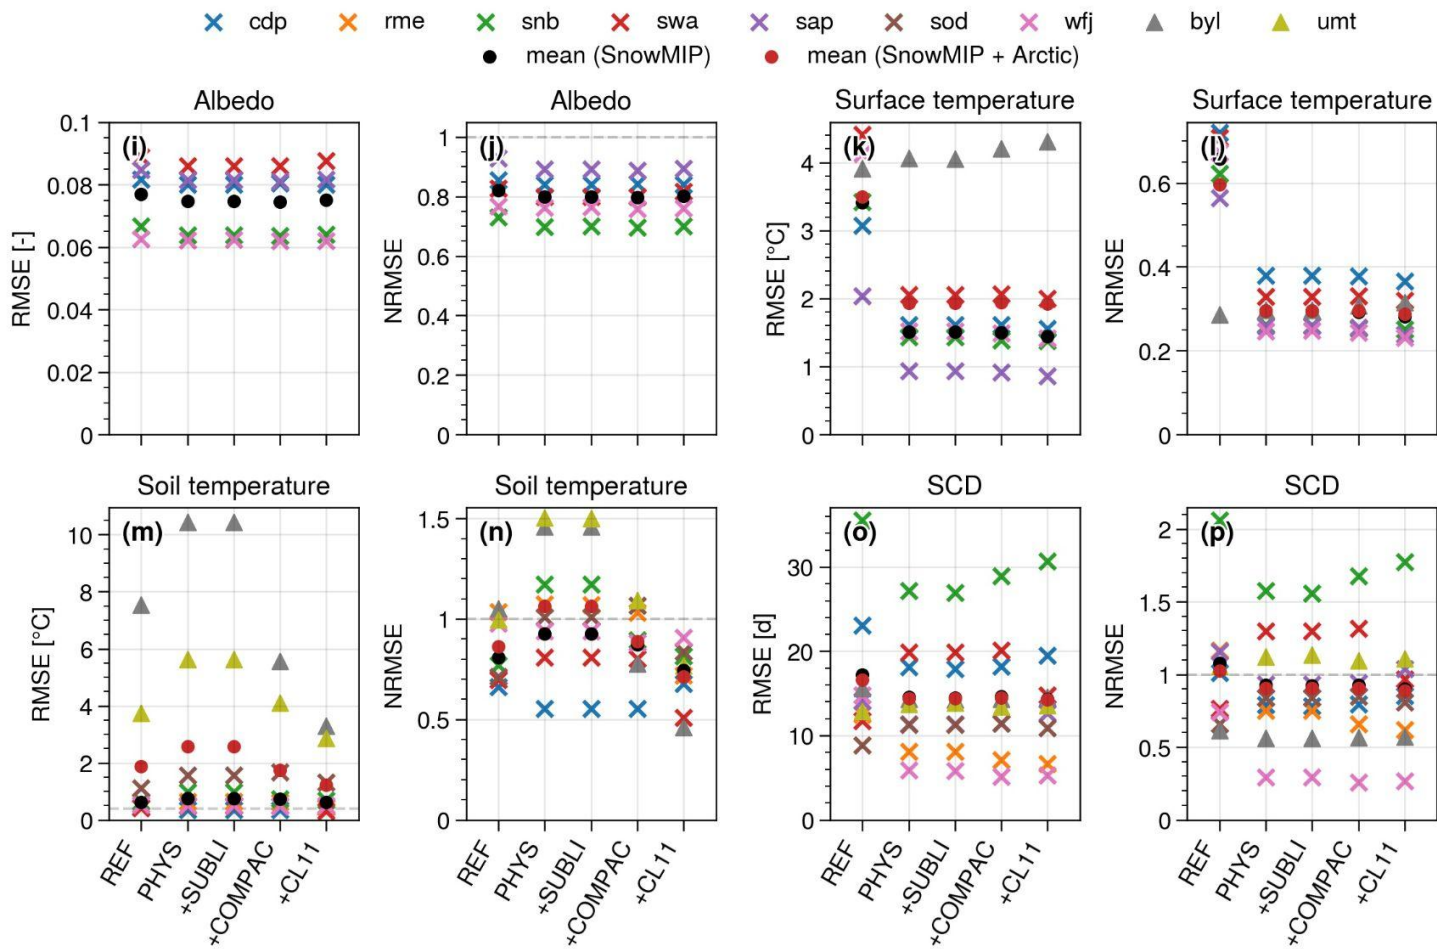 cdp rme snb swa sap sod wfj byl umt
mean (SnowMIP) mean (SnowMIP + Arctic)
Albedo Albedo Surface temperature Surface temperature
(i) (j) (k) (l)
0.1 1 4 0.6
0.08 0.8 3 0.4
0.06 0.6 2 0.2
0.04 0.4 1 0
0.02 0.2 0
0 0
RMSE [-] NRMSE RMSE [°C] NRMSE
Soil temperature Soil temperature SCD SCD
(m) (n) (o) (p)
10 1.5 30 2
8 1 20 1.5
6 0.5 10 1
4 0 0 0.5
2 0
0
RMSE [°C] NRMSE RMSE [d] NRMSE
REF PHYS +SUBLI +COMPAC +CL11
REF PHYS +SUBLI +COMPAC +CL11
REF PHYS +SUBLI +COMPAC +CL11
REF PHYS +SUBLI +COMPAC +CL11